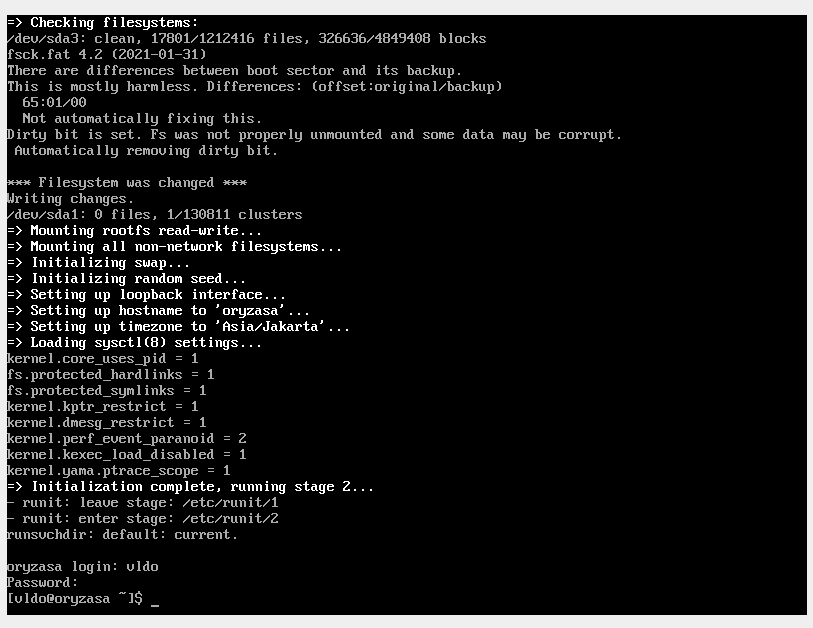 => Checking filesystems:
/dev/sda3: clean, 17801/1212416 files, 326636/4849408 blocks
fsck.fat 4.2 (2021-01-31)
There are differences between boot sector and its backup.
This is mostly harmless. Differences: (offset:original/backup)
  65:01/00
  Not automatically fixing this.
Dirty bit is set. Fs was not properly unmounted and some data may be corrupt.
 Automatically removing dirty bit.

*** Filesystem was changed ***
Writing changes.
/dev/sda1: 0 files, 1/130811 clusters
=> Mounting rootfs read-write...
=> Mounting all non-network filesystems...
=> Initializing swap...
=> Initializing random seed...
=> Setting up loopback interface...
=> Setting up hostname to 'oryzasa'...
=> Setting up timezone to 'Asia/Jakarta'...
=> Loading sysctl(8) settings...
kernel.core_uses_pid = 1
fs.protected_hardlinks = 1
fs.protected_symlinks = 1
kernel.kptr_restrict = 1
kernel.dmesg_restrict = 1
kernel.perf_event_paranoid = 2
kernel.kexec_load_disabled = 1
kernel.yama.ptrace_scope = 1
=> Initialization complete, running stage 2...
- runit: leave stage: /etc/runit/1
- runit: enter stage: /etc/runit/2
runsvchdir: default: current.

oryzasa login: vldo
Password:
[vldo@oryzasa ~]$ _